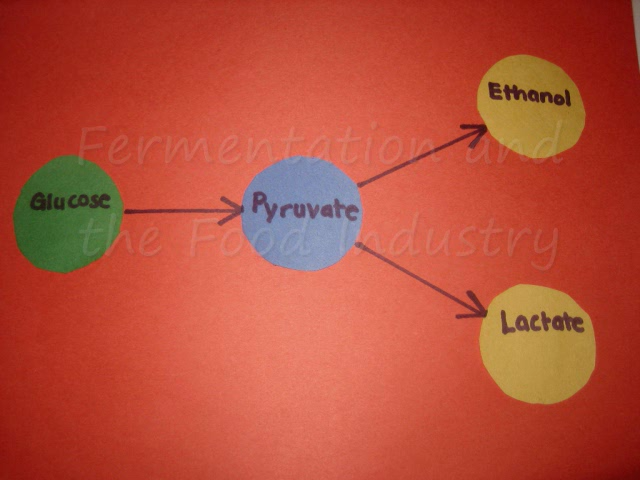 Ethanol
Fermentation and
Glucose
Pyruvate
the Food Industry
Lactate